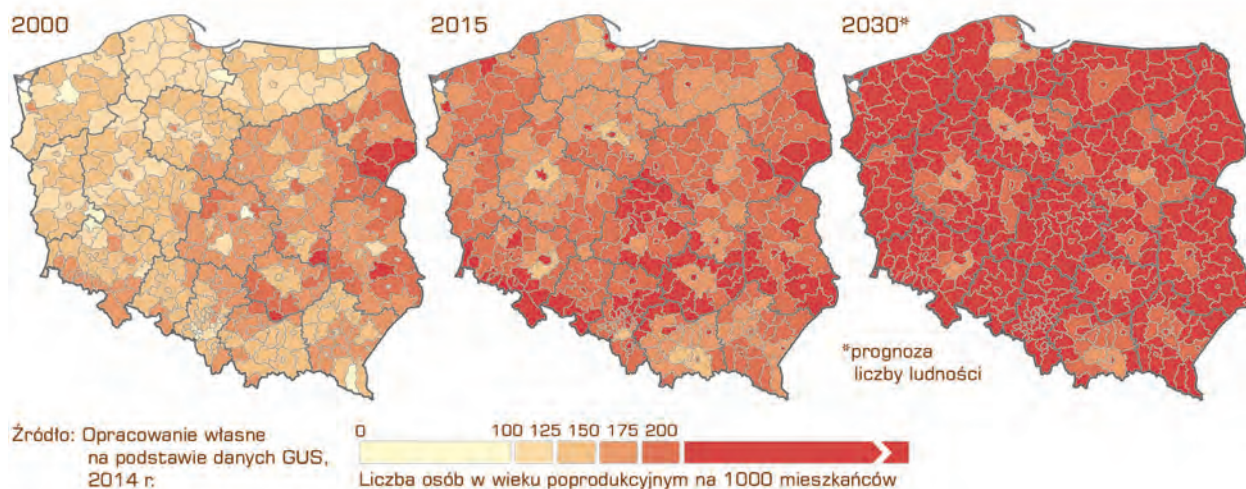 2000
2015
2030*
*prognoza
liczby ludności
Źródło: Opracowanie własne
na podstawie danych GUS,
2014 r.
0 100 125 150 175 200
Liczba osób w wieku poprodukcyjnym na 1000 mieszkańców